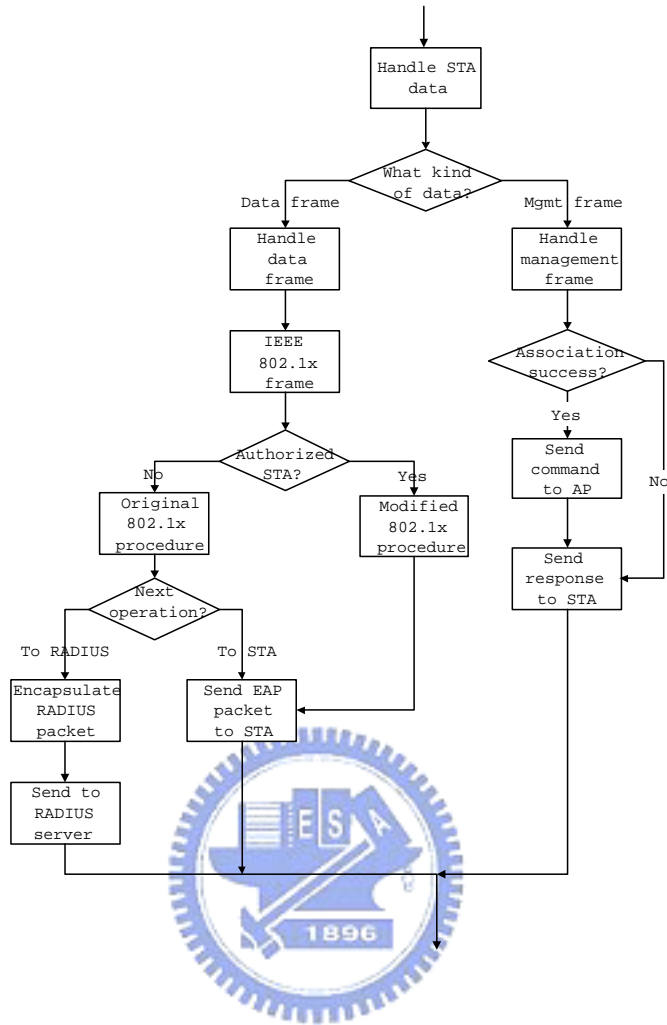 Handle STA
data
What kind
of data?
Data frame
Mgmt frame
Handle
data
frame
Handle
management
frame
IEEE
802.1x
frame
Association
success?
Yes
No
Authorized
STA?
No
Yes
Send
command
to AP
Original
802.1x
procedure
Modified
802.1x
procedure
Send
response
to STA
Next
operation?
To RADIUS
To STA
Encapsulate
RADIUS
packet
Send EAP
packet
to STA
Send to
RADIUS
server
E S A
1896